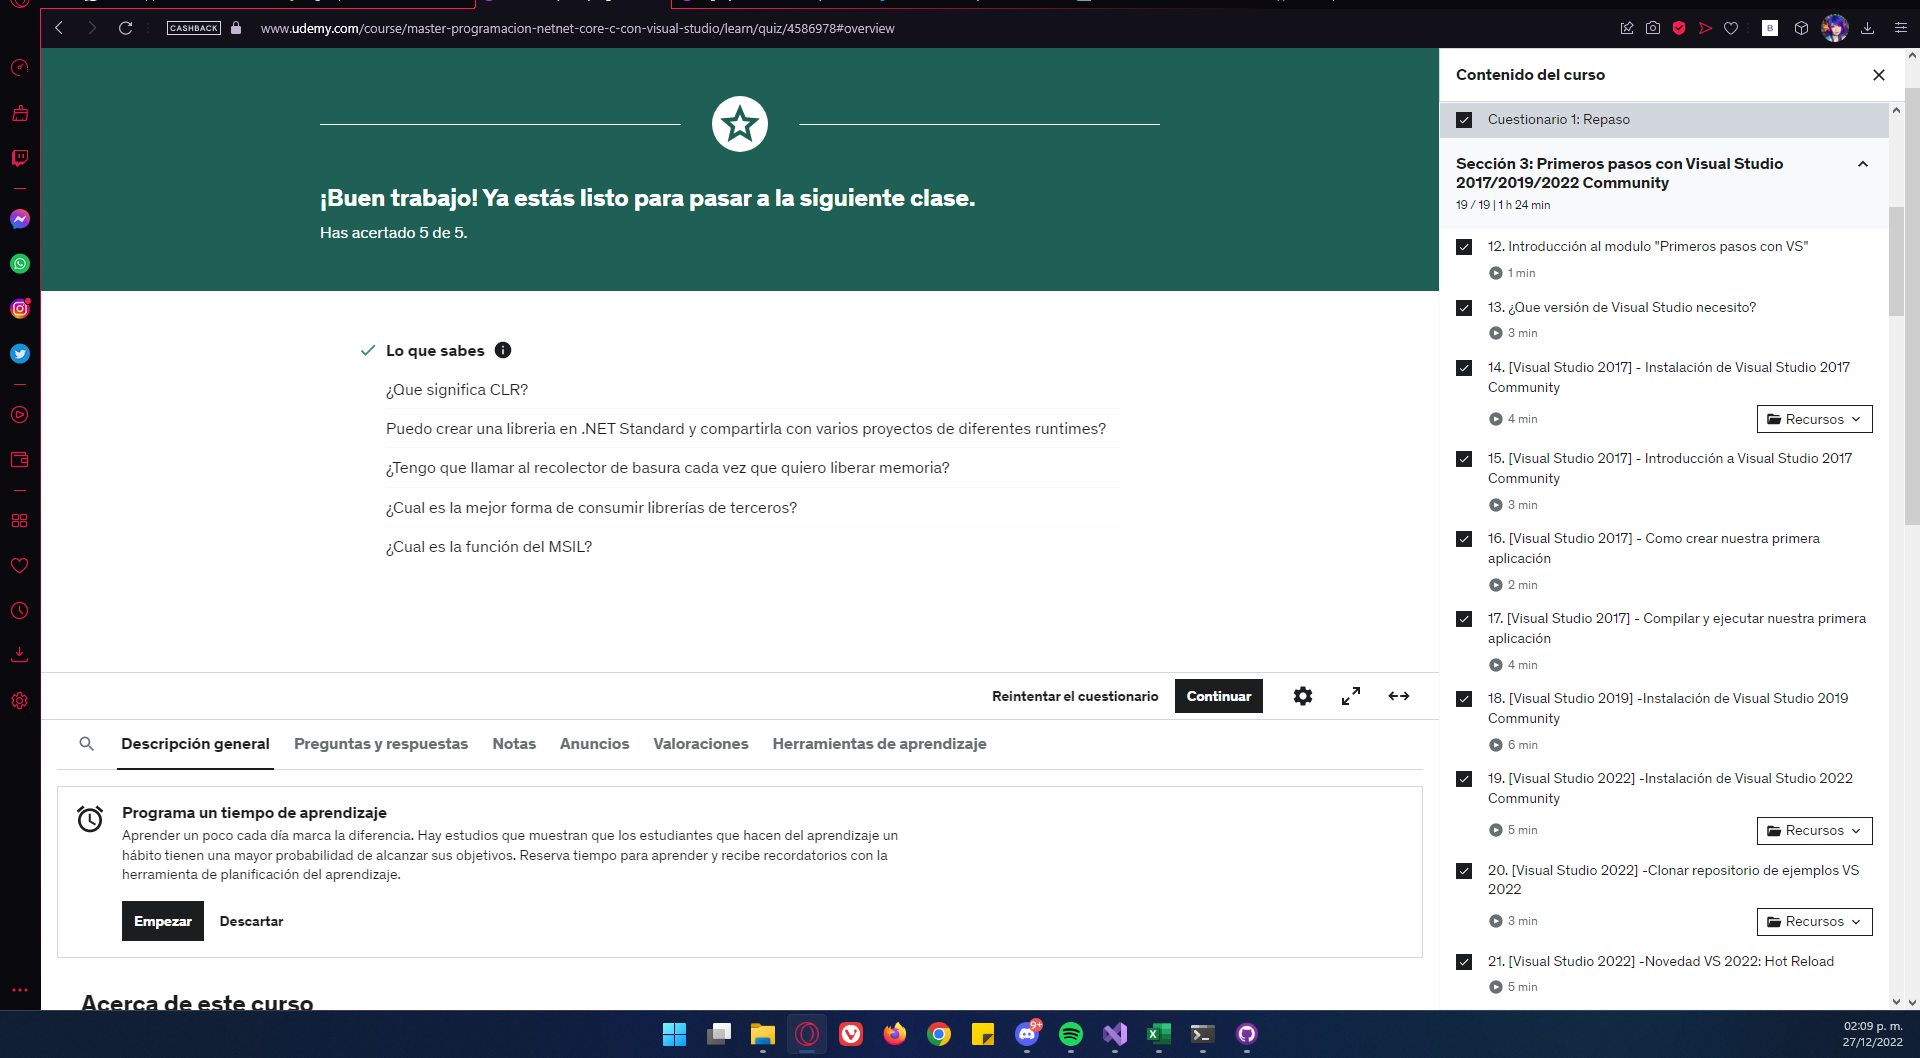 CASHBACK
www.udemy.com/course/master-programacion-netnet-core-c-con-visual-studio/learn/quiz/4586978#overview
B
¡Buen trabajo! Ya estás listo para pasar a la siguiente clase.
Has acertado 5 de 5.
Lo que sabes
¿Que significa CLR?
Puedo crear una libreria en .NET Standard y compartirla con varios proyectos de diferentes runtimes?
¿Tengo que llamar al recolector de basura cada vez que quiero liberar memoria?
¿Cual es la mejor forma de consumir librerías de terceros?
¿Cual es la función del MSIL?
Reintentar el cuestionario
Continuar
Descripción general
Preguntas y respuestas
Notas
Anuncios
Valoraciones
Herramientas de aprendizaje
Programa un tiempo de aprendizaje
Aprender un poco cada día marca la diferencia. Hay estudios que muestran que los estudiantes que hacen del aprendizaje un
hábito tienen una mayor probabilidad de alcanzar sus objetivos. Reserva tiempo para aprender y recibe recordatorios con la
herramienta de planificación del aprendizaje.
Empezar
Descartar
Acerca de este curso
Contenido del curso
Cuestionario 1: Repaso
Sección 3: Primeros pasos con Visual Studio
2017/2019/2022 Community
19 / 19 | 1 h 24 min
12. Introducción al modulo "Primeros pasos con VS"
1 min
13. ¿Que versión de Visual Studio necesito?
3 min
14. [Visual Studio 2017] - Instalación de Visual Studio 2017
Community
4 min
Recursos
15. [Visual Studio 2017] - Introducción a Visual Studio 2017
Community
3 min
16. [Visual Studio 2017] - Como crear nuestra primera
aplicación
2 min
17. [Visual Studio 2017] - Compilar y ejecutar nuestra primera
aplicación
4 min
18. [Visual Studio 2019] -Instalación de Visual Studio 2019
Community
6 min
19. [Visual Studio 2022] -Instalación de Visual Studio 2022
Community
5 min
Recursos
20. [Visual Studio 2022] -Clonar repositorio de ejemplos VS
2022
3 min
Recursos
21. [Visual Studio 2022] -Novedad VS 2022: Hot Reload
5 min
9+
02:09 p. m.
27/12/2022